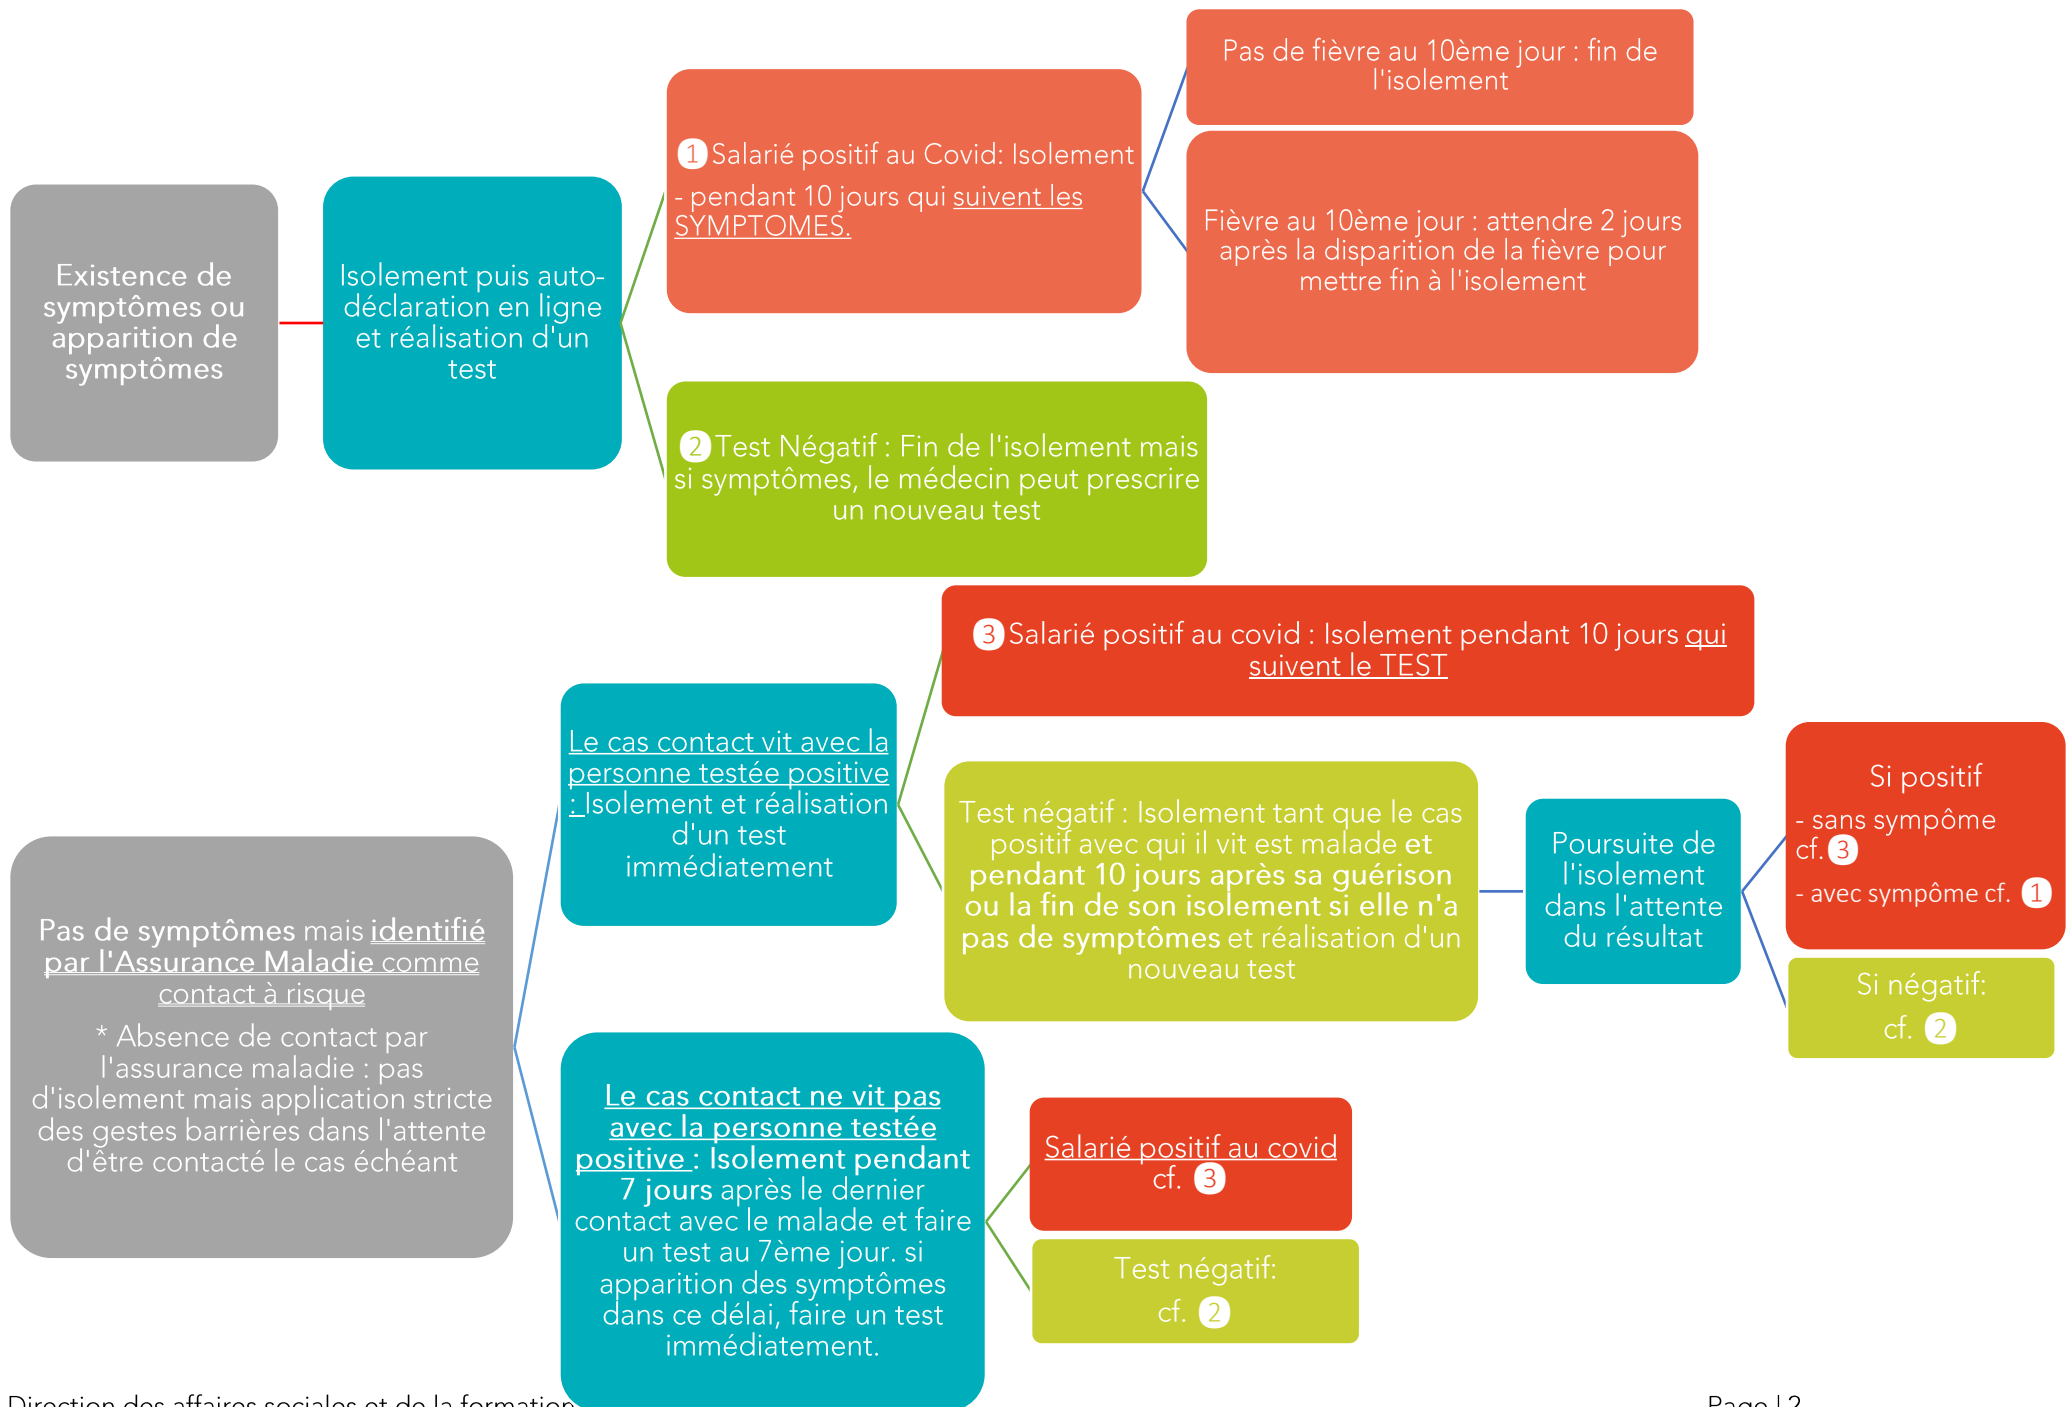 Existence de
symptômes ou
apparition de
symptômes
Isolement puis auto-
déclaration en ligne
et réalisation d'un
test
1 Salarié positif au Covid: Isolement
- pendant 10 jours qui suivent les
SYMPTOMES.
Pas de fièvre au 10ème jour : fin de
l'isolement
Fièvre au 10ème jour : attendre 2 jours
après la disparition de la fièvre pour
mettre fin à l'isolement
2 Test Négatif : Fin de l'isolement mais
si symptômes, le médecin peut prescrire
un nouveau test
Pas de symptômes mais identifié
par l'Assurance Maladie comme
contact à risque
* Absence de contact par
l'assurance maladie : pas
d'isolement mais application stricte
des gestes barrières dans l'attente
d'être contacté le cas échéant
Le cas contact vit avec la
personne testée positive
: Isolement et réalisation
d'un test
immédiatement
3 Salarié positif au covid : Isolement pendant 10 jours qui
suivent le TEST
Test négatif : Isolement tant que le cas
positif avec qui il vit est malade et
pendant 10 jours après sa guérison
ou la fin de son isolement si elle n'a
pas de symptômes et réalisation d'un
nouveau test
Poursuite de
l'isolement
dans l'attente
du résultat
Si positif
- sans sympôme
cf. 3
- avec sympôme cf. 1
Si négatif:
cf. 2
Le cas contact ne vit pas
avec la personne testée
positive : Isolement pendant
7 jours après le dernier
contact avec le malade et faire
un test au 7ème jour. si
apparition des symptômes
dans ce délai, faire un test
immédiatement.
Salarié positif au covid
cf. 3
Test négatif:
cf. 2
Direction des affaires sociales et de la formation
Page | 2